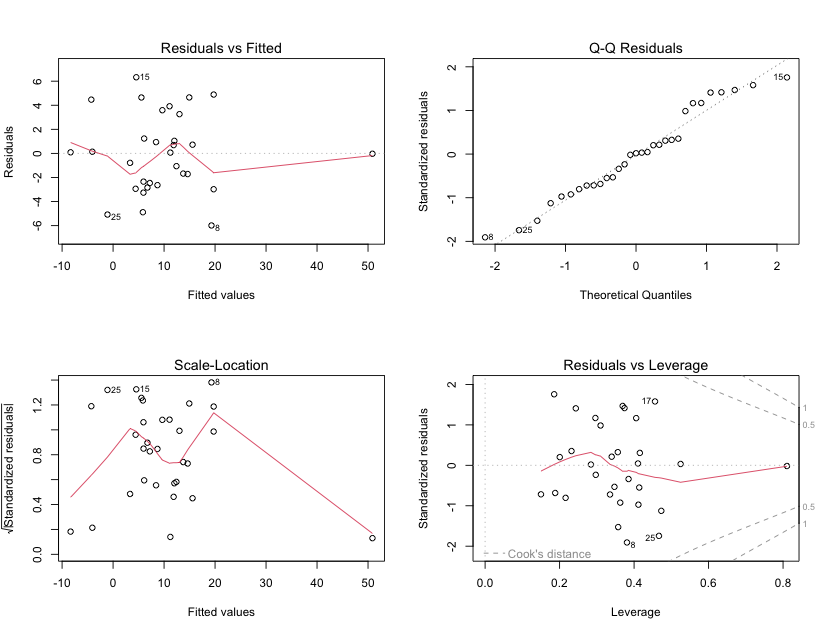 Residuals vs Fitted
Residuals
6
4
2
0
-2
-4
-6
15
25
8
-10 0 10 20 30 40 50
Fitted values
Q-Q Residuals
Standardized residuals
2
1
0
-1
-2
15
25
8
-2 -1 0 1 2
Theoretical Quantiles
Scale-Location
√|Standardized residuals|
1.2
0.8
0.4
0.0
25
15
8
-10 0 10 20 30 40 50
Fitted values
Residuals vs Leverage
Standardized residuals
2
1
0
-1
-2
17
25
8
1
0.5
0.5
1
Cook's distance
0.0 0.2 0.4 0.6 0.8
Leverage